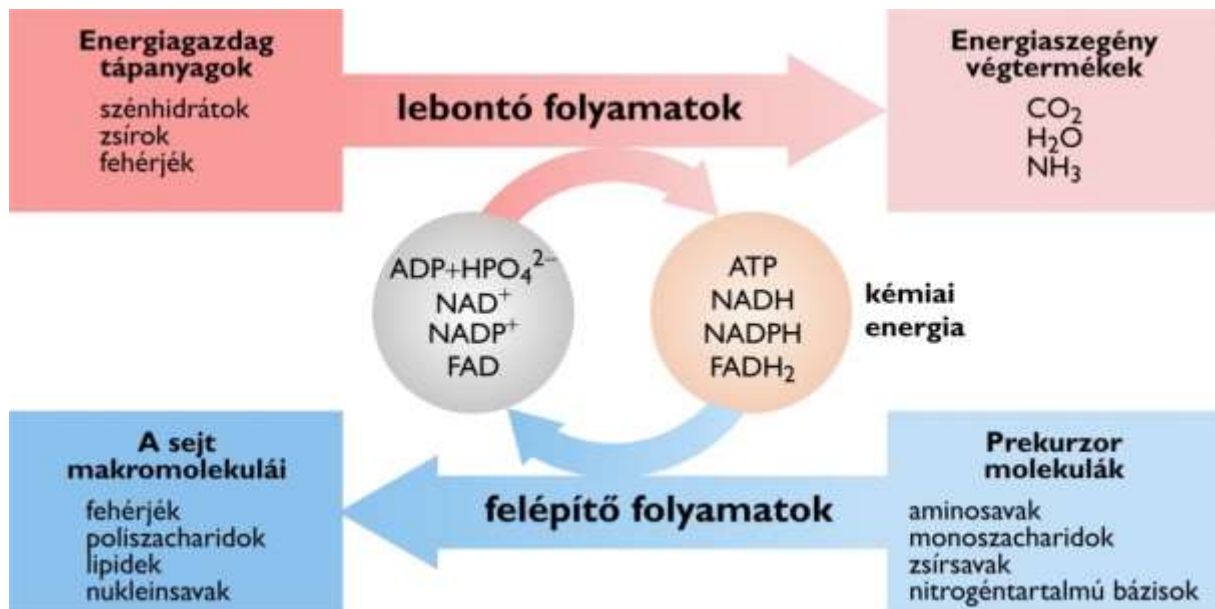 Energiagazdag
tápanyagok
szénhidrátok
zsírok
fehérjék
lebontó folyamatok
Energiaszegény
végtermékek
CO₂
H₂O
NH₃
ADP+HPO₄²⁻
NAD⁺
NADP⁺
FAD
ATP
NADH
NADPH
FADH₂
kémiai
energia
A sejt
makromolekulái
fehérjék
poliszacharidok
lipidek
nukleinsavak
felépítő folyamatok
Prekurzor
molekulák
aminosavak
monoszacharidok
zsírsavak
nitrogéntartalmú bázisok